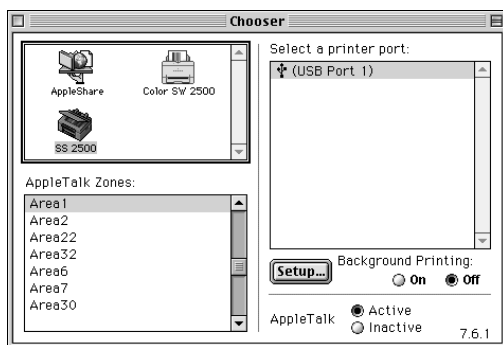 Chooser
AppleShare
Color SW 2500
SS 2500
AppleTalk Zones:
Area1
Area2
Area22
Area32
Area6
Area7
Area30
Select a printer port:
(USB Port 1)
Setup...
Background Printing:
On Off
AppleTalk
Active
Inactive
7.6.1